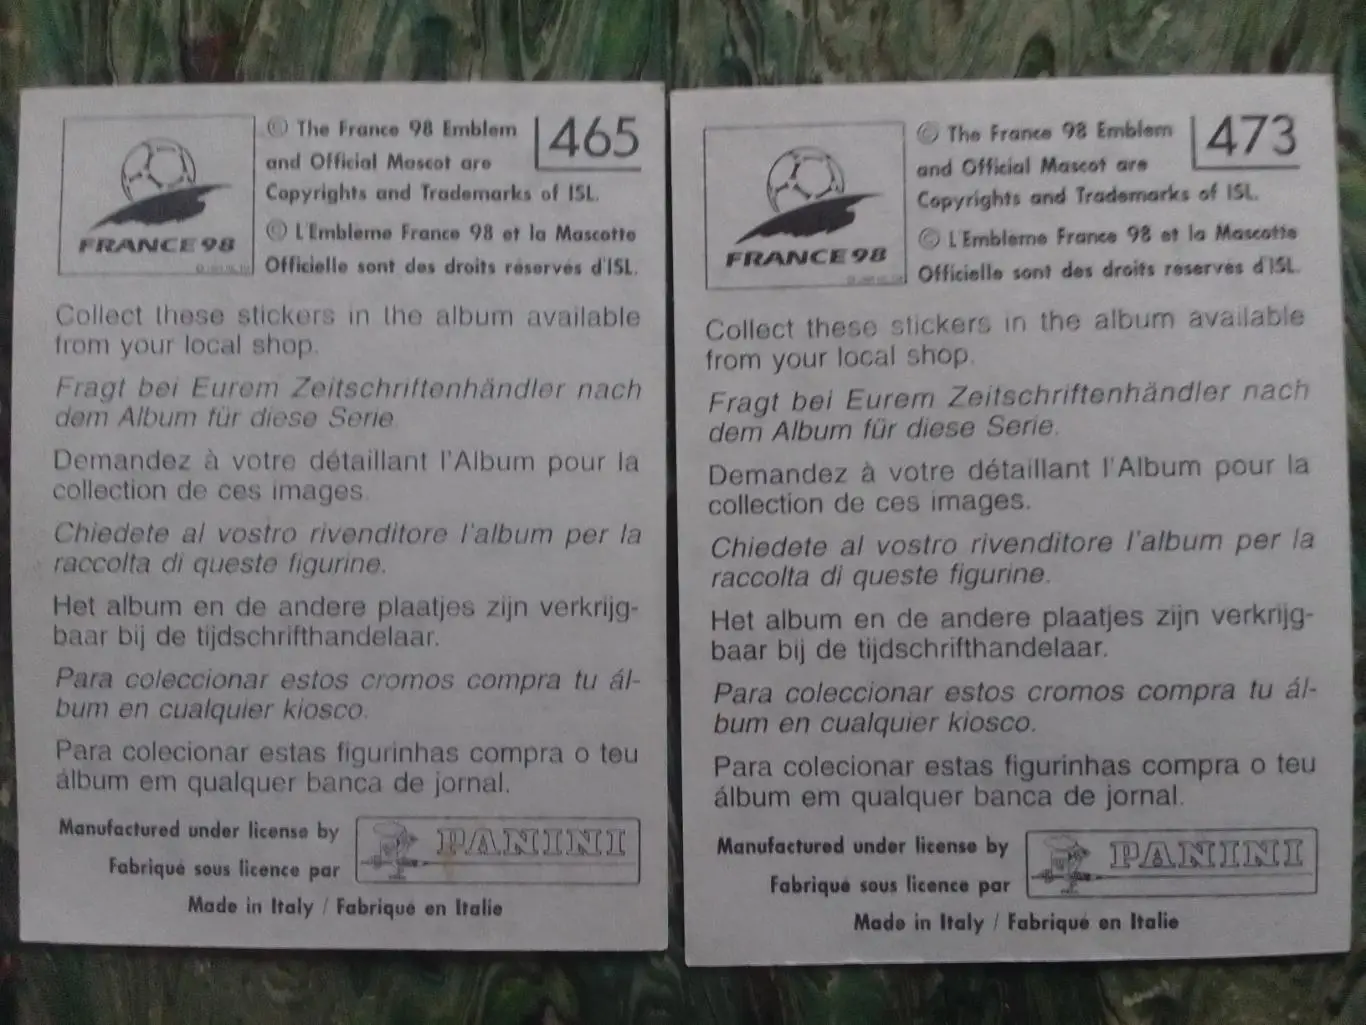 © The France 98 Emblem
and Official Mascot are
Copyrights and Trademarks of ISL.
465
© L'Emblème France 98 et la Mascotte
Officielle sont des droits réservés d'ISL.
FRANCE 98
Collect these stickers in the album available
from your local shop.
Fragt bei Eurem Zeitschriftenhändler nach
dem Album für diese Serie.
Demandez à votre détaillant l'Album pour la
collection de ces images.
Chiedete al vostro rivenditore l'album per la
raccolta di queste figurine.
Het album en de andere plaatjes zijn verkrijg-
baar bij de tijdschrifthandelaar.
Para coleccionar estos cromos compra tu ál-
bum en cualquier kiosco.
Para colecionar estas figurinhas compra o teu
álbum em qualquer banca de jornal.
Manufactured under license by
Fabriqué sous licence par
PANINI
Made in Italy / Fabriqué en Italie
© The France 98 Emblem
and Official Mascot are
Copyrights and Trademarks of ISL.
473
© L'Emblème France 98 et la Mascotte
Officielle sont des droits réservés d'ISL.
FRANCE 98
Collect these stickers in the album available
from your local shop.
Fragt bei Eurem Zeitschriftenhändler nach
dem Album für diese Serie.
Demandez à votre détaillant l'Album pour la
collection de ces images.
Chiedete al vostro rivenditore l'album per la
raccolta di queste figurine.
Het album en de andere plaatjes zijn verkrijg-
baar bij de tijdschrifthandelaar.
Para coleccionar estos cromos compra tu ál-
bum en cualquier kiosco.
Para colecionar estas figurinhas compra o teu
álbum em qualquer banca de jornal.
Manufactured under license by
Fabriqué sous licence par
PANINI
Made in Italy / Fabriqué en Italie